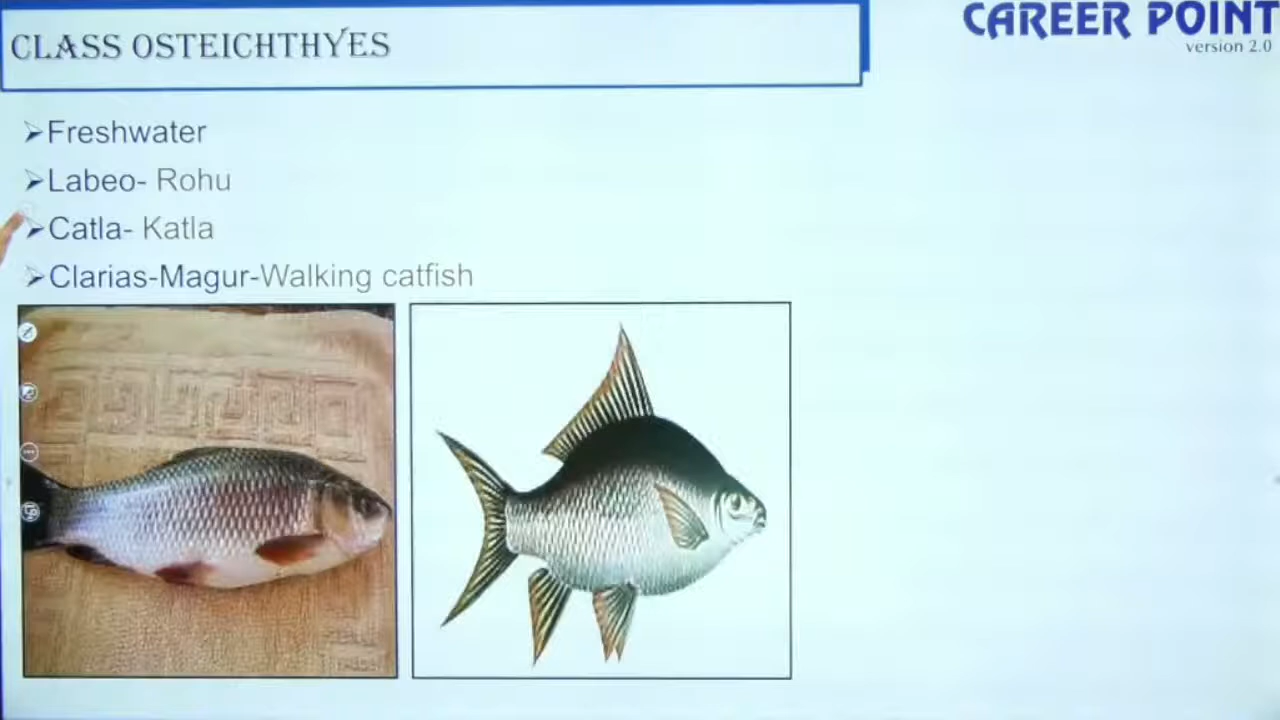 CLASS OSTEICHTHYES
CAREER POINT
version 2.0
➢Freshwater
➢Labeo- Rohu
➢Catla- Katla
➢Clarias-Magur-Walking catfish